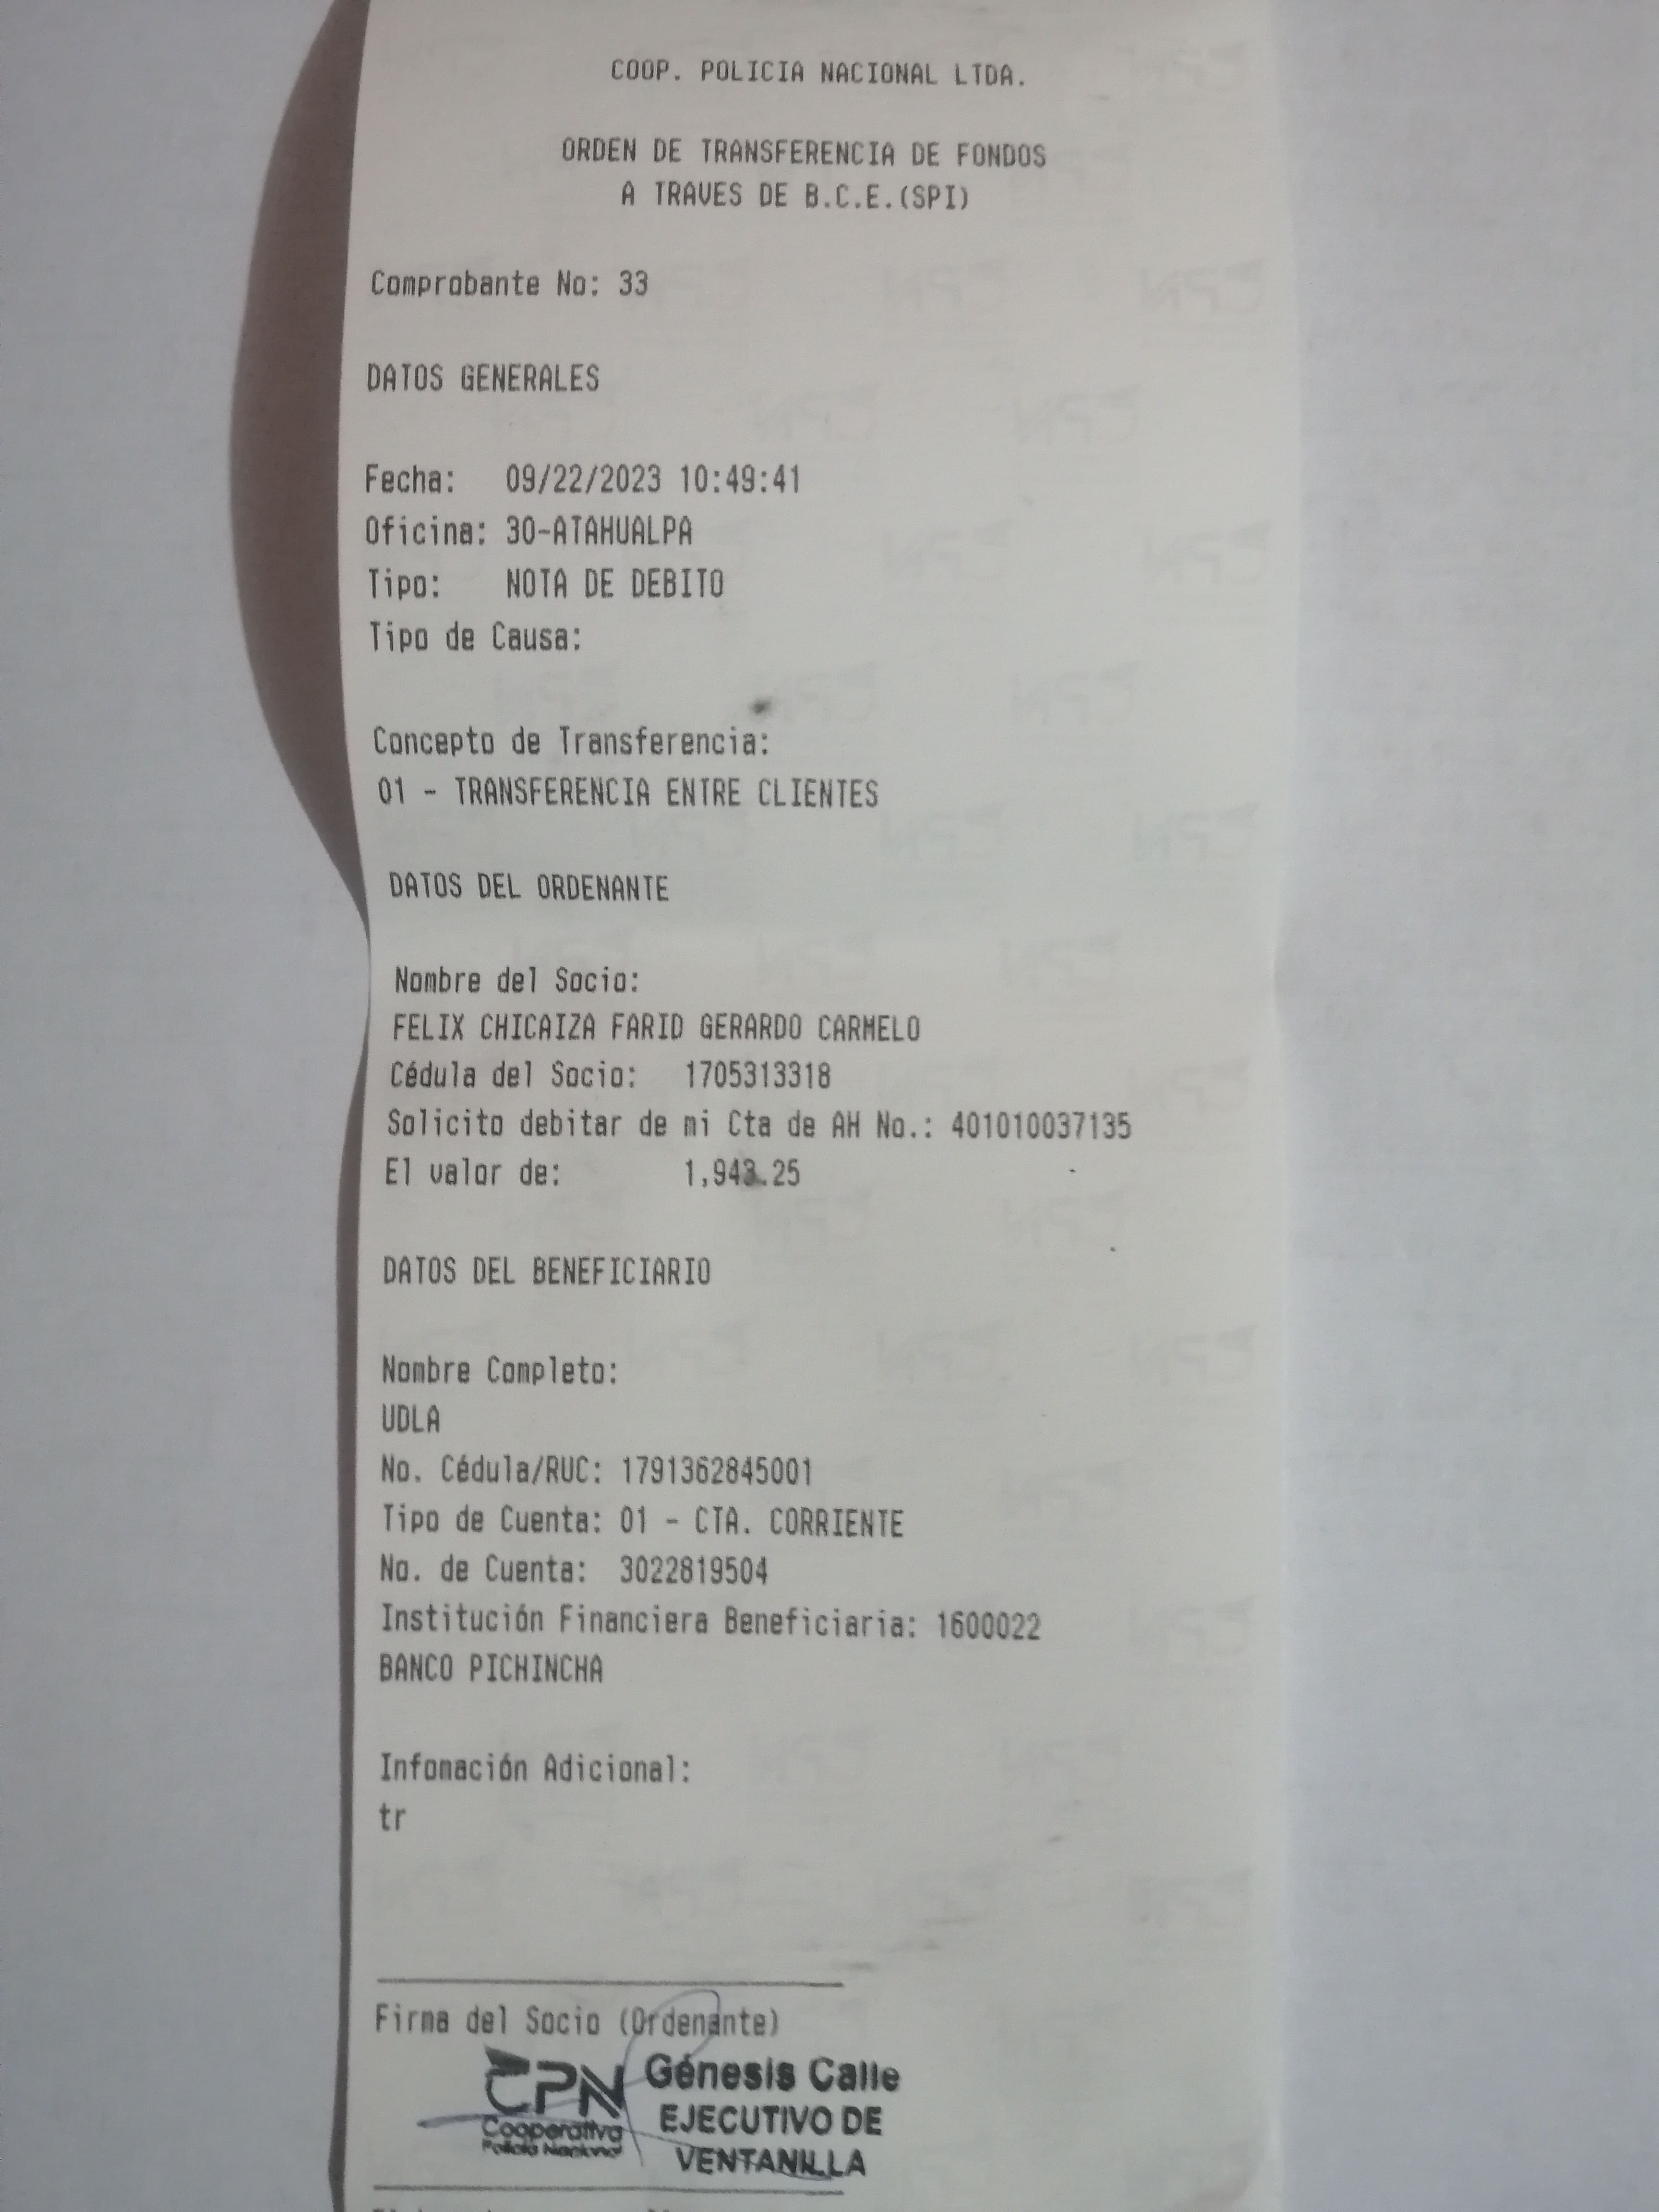 COOP. POLICIA NACIONAL LTDA.
ORDEN DE TRANSFERENCIA DE FONDOS
A TRAVES DE B.C.E.(SPI)
Comprobante No: 33
DATOS GENERALES
Fecha: 09/22/2023 10:49:41
Oficina: 30-ATAHUALPA
Tipo: NOTA DE DEBITO
Tipo de Causa:
Concepto de Transferencia:
01 - TRANSFERENCIA ENTRE CLIENTES
DATOS DEL ORDENANTE
Nombre del Socio:
FELIX CHICAIZA FARID GERARDO CARMELO
Cédula del Socio: 1705313318
Solicito debitar de mi Cta de AH No.: 401010037135
El valor de: 1,943.25
DATOS DEL BENEFICIARIO
Nombre Completo:
UDLA
No. Cédula/RUC: 1791362845001
Tipo de Cuenta: 01 - CTA. CORRIENTE
No. de Cuenta: 3022819504
Institución Financiera Beneficiaria: 1600022
BANCO PICHINCHA
Infomación Adicional:
tr
Firma del Socio (Ordenante)
CPN
Cooperativa
Policía Nacional
Génesis Calle
EJECUTIVO DE
VENTANILLA